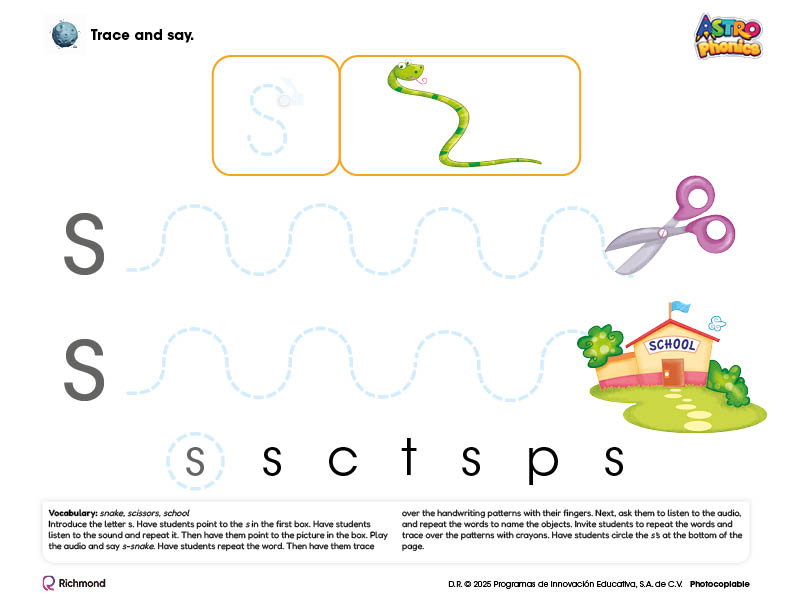 Trace and say.
ASTRO
Phonics
s
S
S
SCHOOL
s s c t s p s
Vocabulary: snake, scissors, school
Introduce the letter s. Have students point to the s in the first box. Have students
listen to the sound and repeat it. Then have them point to the picture in the box. Play
the audio and say s-snake. Have students repeat the word. Then have them trace
over the handwriting patterns with their fingers. Next, ask them to listen to the audio,
and repeat the words to name the objects. Invite students to repeat the words and
trace over the patterns with crayons. Have students circle the s's at the bottom of the
page.
Richmond
D.R. © 2025 Programas de Innovación Educativa, S.A. de C.V. Photocopiable